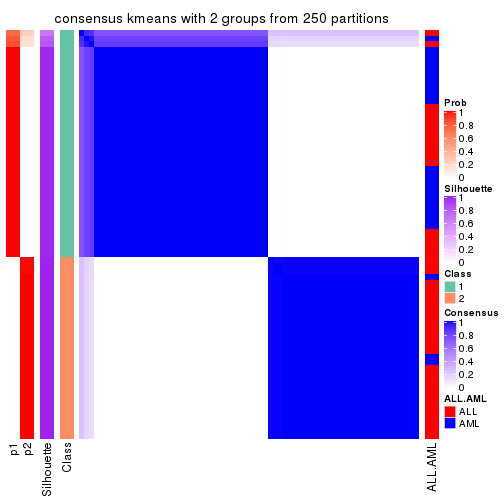 consensus kmeans with 2 groups from 250 partitions
Prob
1
0.8
0.6
0.4
0.2
0
Silhouette
1
0.8
0.6
0.4
0.2
0
Class
1
2
Consensus
1
0.8
0.6
0.4
0.2
0
ALL.AML
ALL
AML
p1
p2
Silhouette
Class
ALL.AML